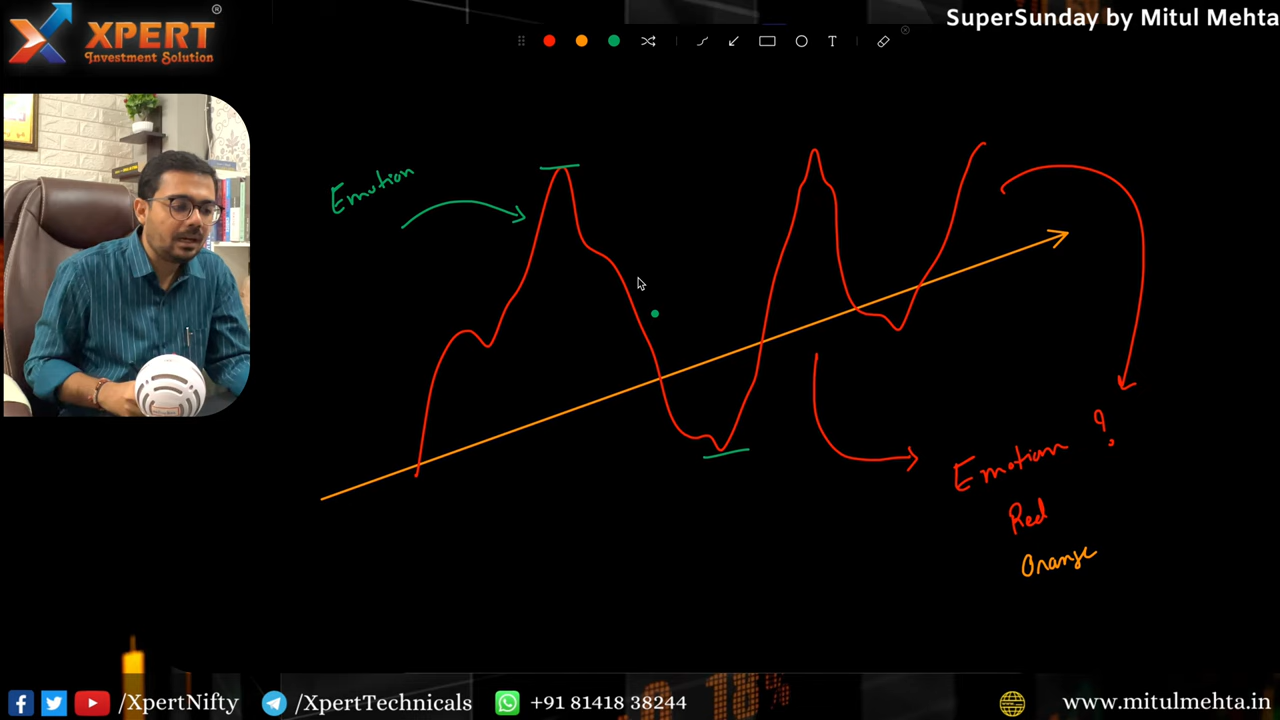 SuperSunday by Mitul Mehta
XPERT
®
Investment Solution
T
Emotion
Emotion ?
Red
Orange
/XpertNifty
/XpertTechnicals
+91 81418 38244
www.mitulmehta.in